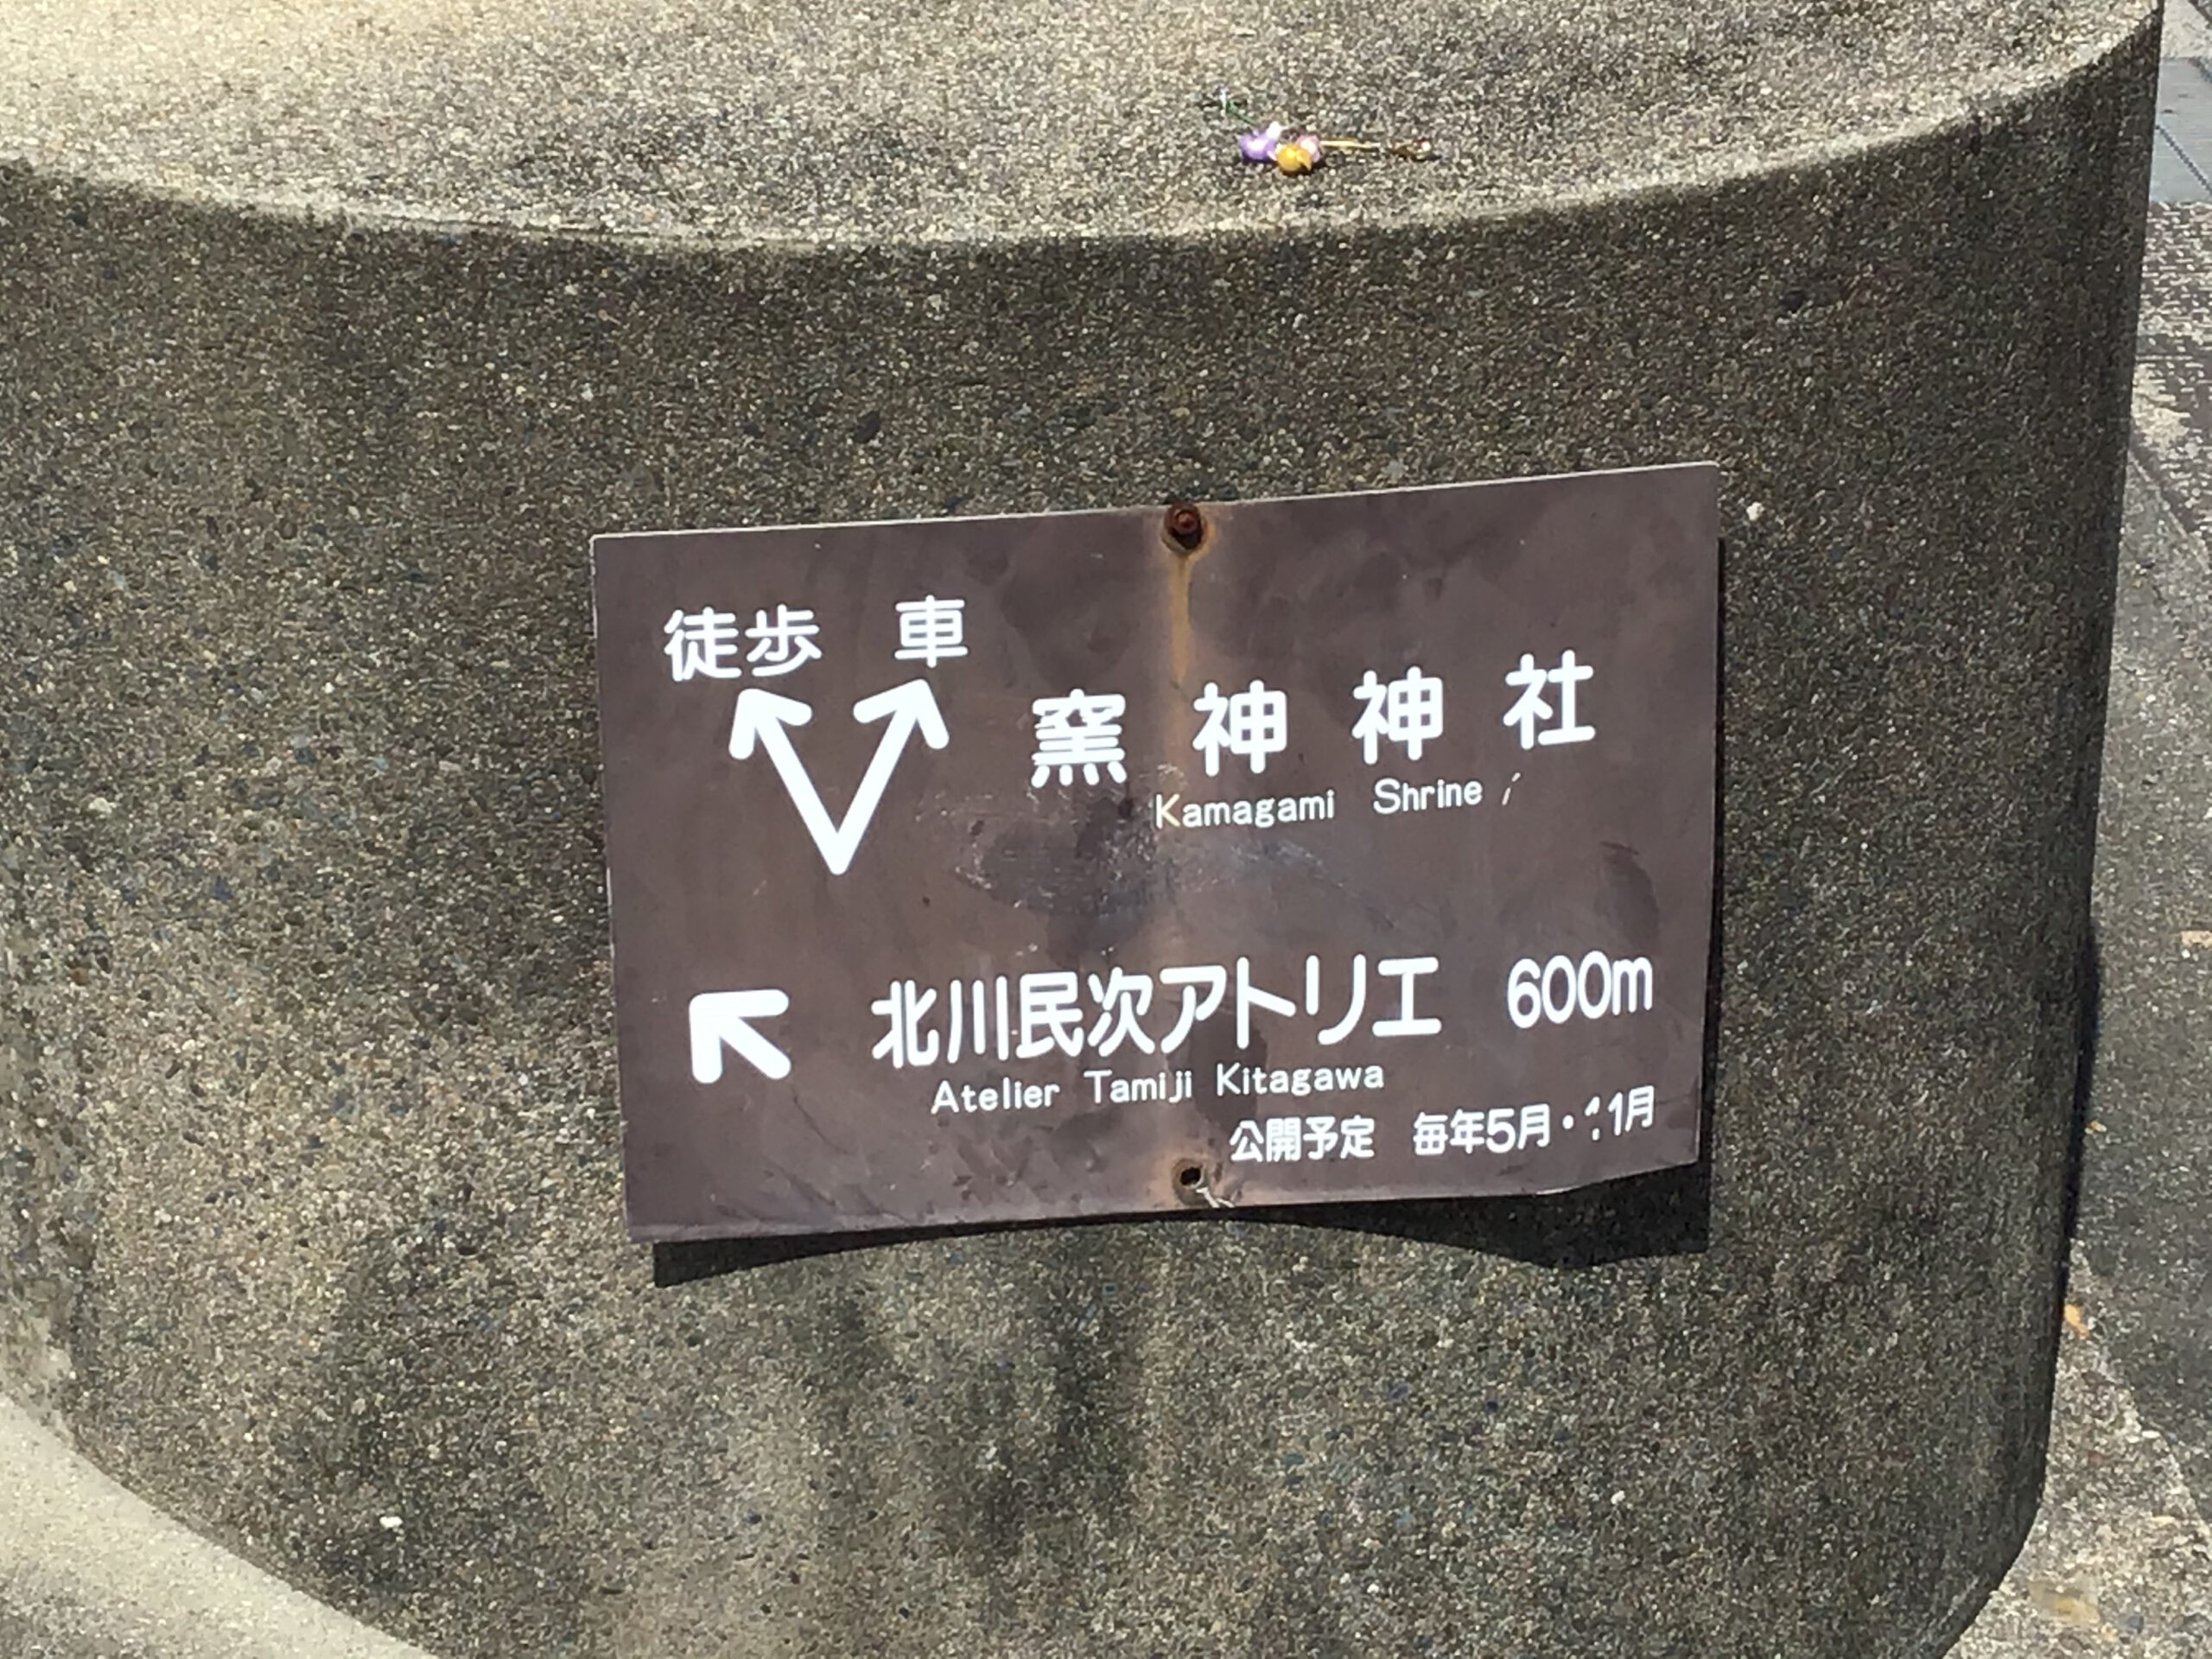 徒歩 車
窯神神社
Kamagami Shrine
北川民次アトリエ 600m
Atelier Tamiji Kitagawa
公開予定 毎年5月・11月